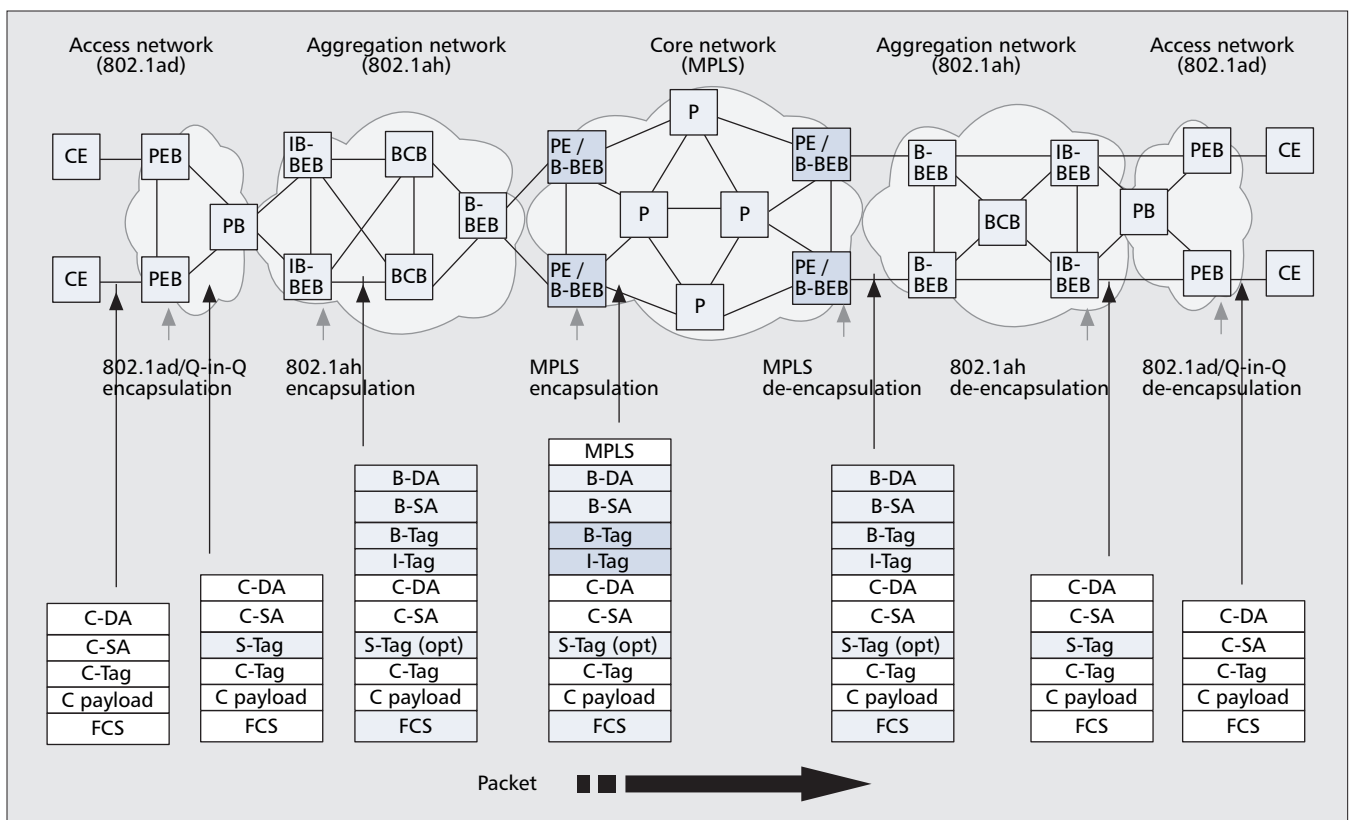 Access network
(802.1ad)
Aggregation network
(802.1ah)
Core network
(MPLS)
Aggregation network
(802.1ah)
Access network
(802.1ad)
CE
PEB
PB
CE
PEB
IB-
BEB
BCB
B-
BEB
IB-
BEB
BCB
PE /
B-BEB
P
PE /
B-BEB
P
P
PE /
B-BEB
P
PE /
B-BEB
B-
BEB
IB-
BEB
BCB
B-
BEB
IB-
BEB
PEB
CE
PB
PEB
CE
802.1ad/Q-in-Q
encapsulation
802.1ah
encapsulation
MPLS
encapsulation
MPLS
de-encapsulation
802.1ah
de-encapsulation
802.1ad/Q-in-Q
de-encapsulation
C-DA
C-SA
C-Tag
C payload
FCS
C-DA
C-SA
S-Tag
C-Tag
C payload
FCS
B-DA
B-SA
B-Tag
I-Tag
C-DA
C-SA
S-Tag (opt)
C-Tag
C payload
FCS
MPLS
B-DA
B-SA
B-Tag
I-Tag
C-DA
C-SA
S-Tag (opt)
C-Tag
C payload
FCS
B-DA
B-SA
B-Tag
I-Tag
C-DA
C-SA
S-Tag (opt)
C-Tag
C payload
FCS
C-DA
C-SA
S-Tag
C-Tag
C payload
FCS
C-DA
C-SA
C-Tag
C payload
FCS
Packet